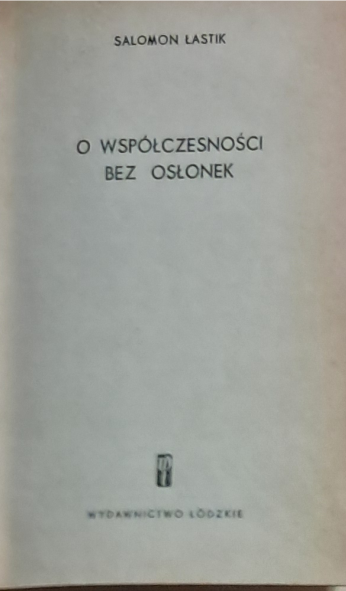 SALOMON ŁASTIK
O WSPÓŁCZESNOŚCI
BEZ OSŁONEK
WYDAWNICTWO ŁÓDZKIE